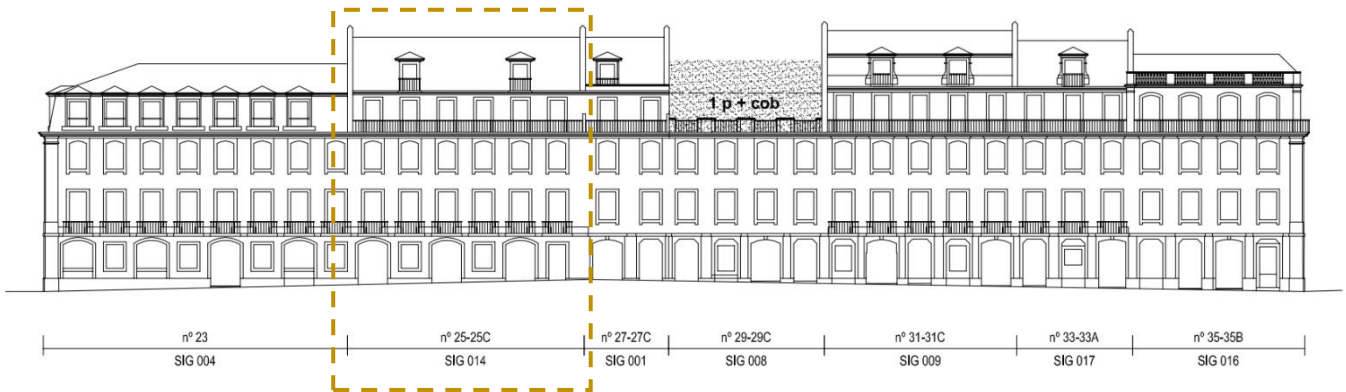 1 p + cob
nº 23 nº 25-25C nº 27-27C nº 29-29C nº 31-31C nº 33-33A nº 35-35B
SIG 004 SIG 014 SIG 001 SIG 008 SIG 009 SIG 017 SIG 016